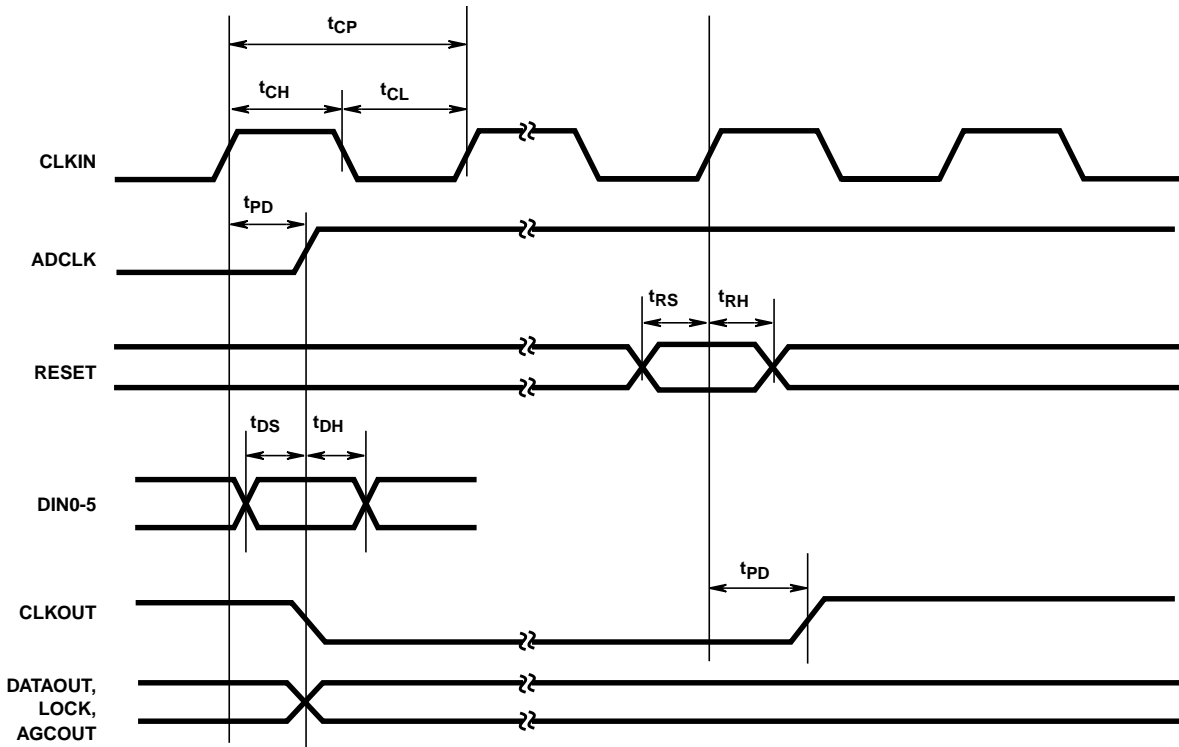 tCP
tCH
tCL
CLKIN
tPD
ADCLK
tRS
tRH
RESET
tDS
tDH
DIN0-5
tPD
CLKOUT
DATAOUT,
LOCK,
AGCOUT